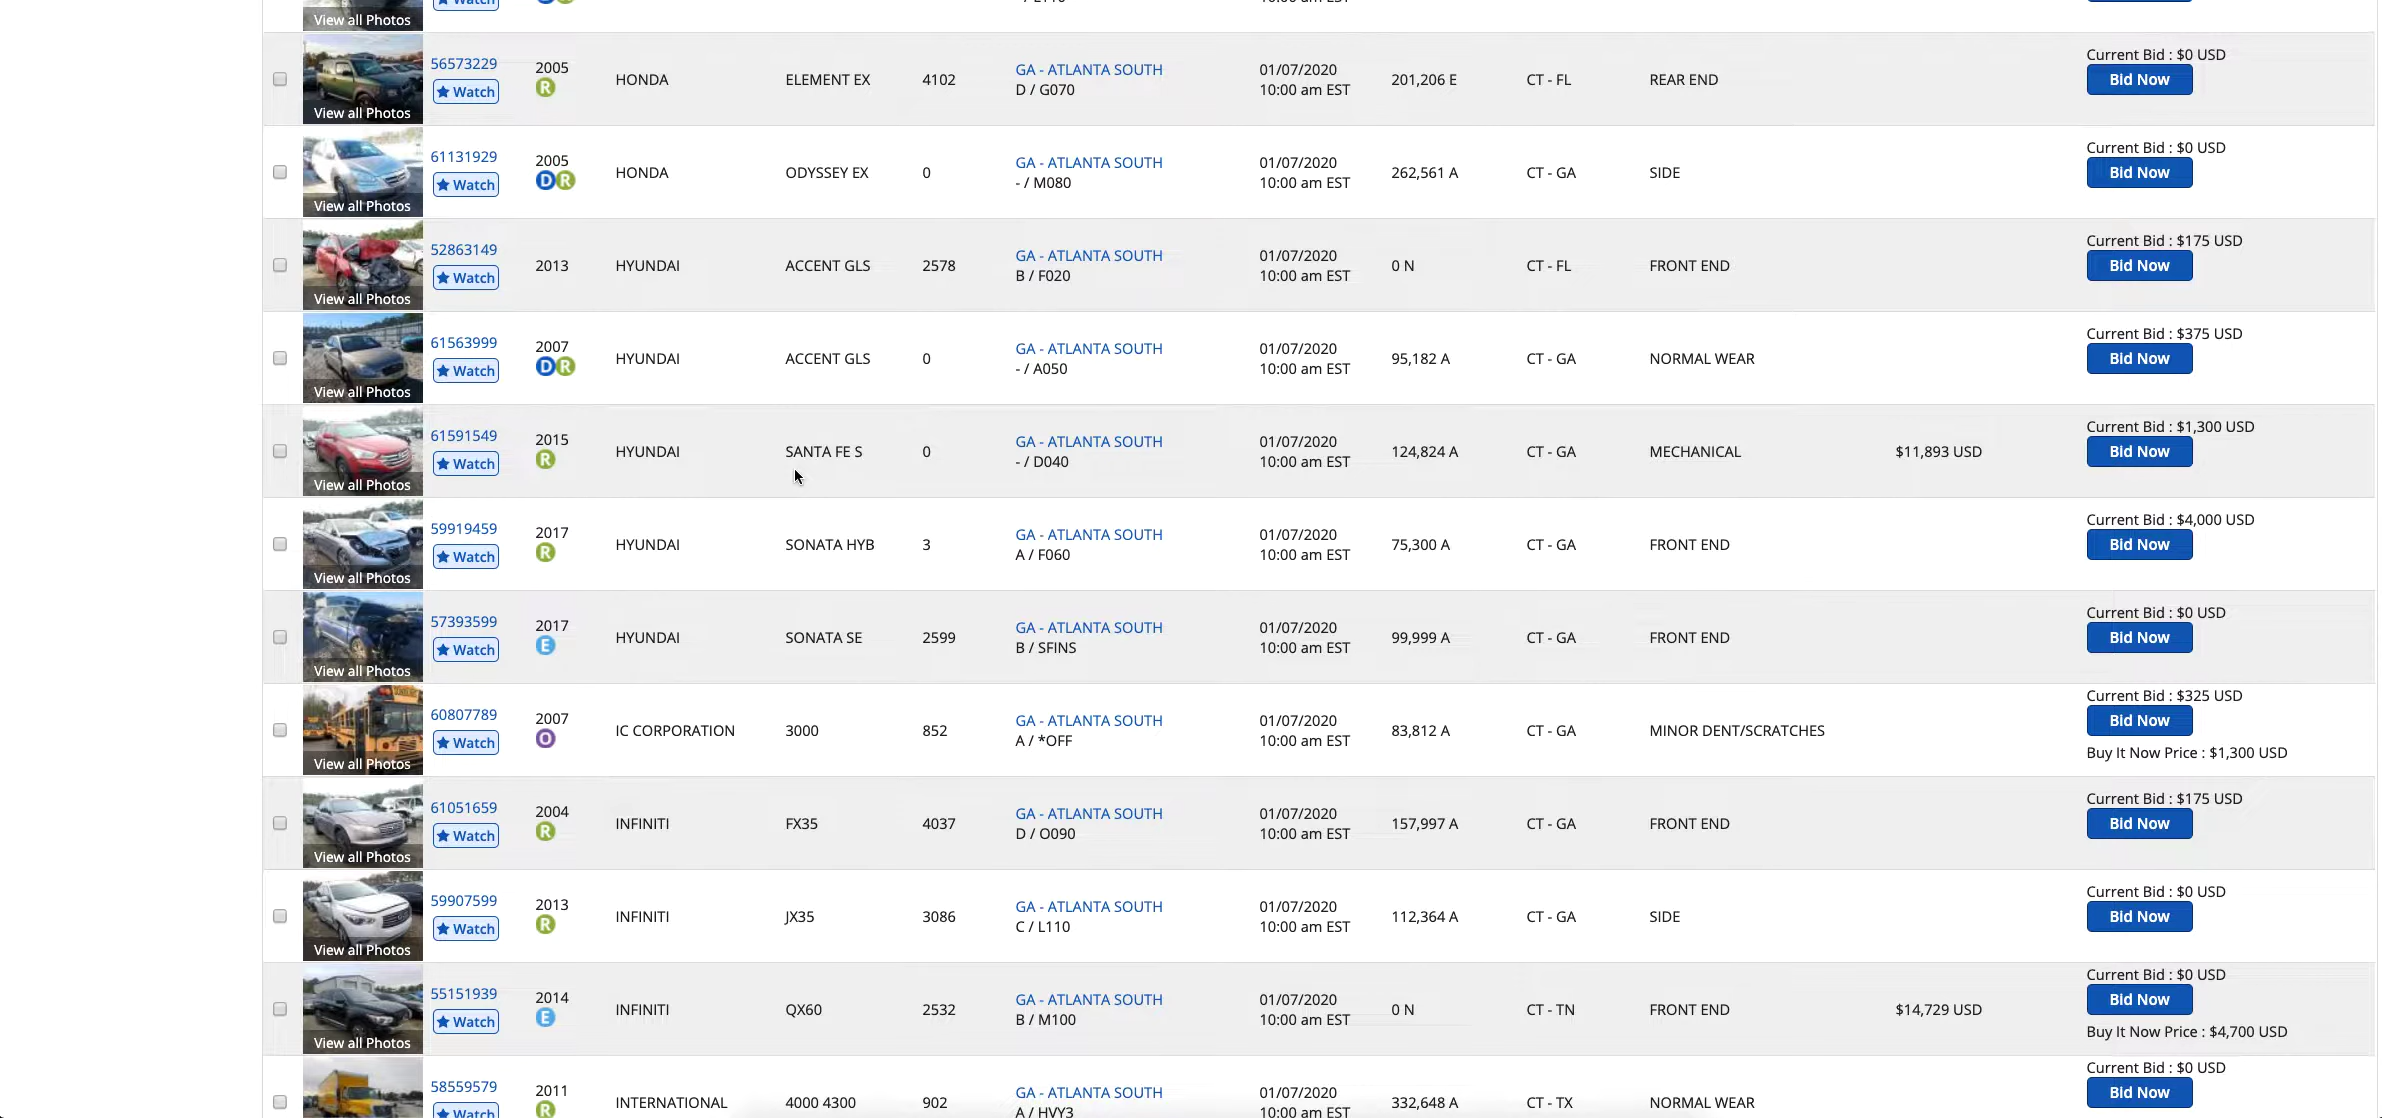 View all Photos
Watch
10:00 am EST
56573229 2005 HONDA ELEMENT EX 4102 GA - ATLANTA SOUTH 01/07/2020 201,206 E CT - FL REAR END Current Bid : $0 USD
Watch R D / G070 10:00 am EST Bid Now
View all Photos
61131929 2005 HONDA ODYSSEY EX 0 GA - ATLANTA SOUTH 01/07/2020 262,561 A CT - GA SIDE Current Bid : $0 USD
Watch D R - / M080 10:00 am EST Bid Now
View all Photos
52863149 2013 HYUNDAI ACCENT GLS 2578 GA - ATLANTA SOUTH 01/07/2020 0 N CT - FL FRONT END Current Bid : $175 USD
Watch B / F020 10:00 am EST Bid Now
View all Photos
61563999 2007 HYUNDAI ACCENT GLS 0 GA - ATLANTA SOUTH 01/07/2020 95,182 A CT - GA NORMAL WEAR Current Bid : $375 USD
Watch D R - / A050 10:00 am EST Bid Now
View all Photos
61591549 2015 HYUNDAI SANTA FE S 0 GA - ATLANTA SOUTH 01/07/2020 124,824 A CT - GA MECHANICAL $11,893 USD Current Bid : $1,300 USD
Watch R - / D040 10:00 am EST Bid Now
View all Photos
59919459 2017 HYUNDAI SONATA HYB 3 GA - ATLANTA SOUTH 01/07/2020 75,300 A CT - GA FRONT END Current Bid : $4,000 USD
Watch R A / F060 10:00 am EST Bid Now
View all Photos
57393599 2017 HYUNDAI SONATA SE 2599 GA - ATLANTA SOUTH 01/07/2020 99,999 A CT - GA FRONT END Current Bid : $0 USD
Watch E B / SFINS 10:00 am EST Bid Now
View all Photos
60807789 2007 IC CORPORATION 3000 852 GA - ATLANTA SOUTH 01/07/2020 83,812 A CT - GA MINOR DENT/SCRATCHES Current Bid : $325 USD
Watch O A / *OFF 10:00 am EST Bid Now
View all Photos Buy It Now Price : $1,300 USD
61051659 2004 INFINITI FX35 4037 GA - ATLANTA SOUTH 01/07/2020 157,997 A CT - GA FRONT END Current Bid : $175 USD
Watch R D / O090 10:00 am EST Bid Now
View all Photos
59907599 2013 INFINITI JX35 3086 GA - ATLANTA SOUTH 01/07/2020 112,364 A CT - GA SIDE Current Bid : $0 USD
Watch R C / L110 10:00 am EST Bid Now
View all Photos
55151939 2014 INFINITI QX60 2532 GA - ATLANTA SOUTH 01/07/2020 0 N CT - TN FRONT END $14,729 USD Current Bid : $0 USD
Watch E B / M100 10:00 am EST Bid Now
View all Photos Buy It Now Price : $4,700 USD
58559579 2011 INTERNATIONAL 4000 4300 902 GA - ATLANTA SOUTH 01/07/2020 332,648 A CT - TX NORMAL WEAR Current Bid : $0 USD
Watch R A / HVY3 10:00 am EST Bid Now